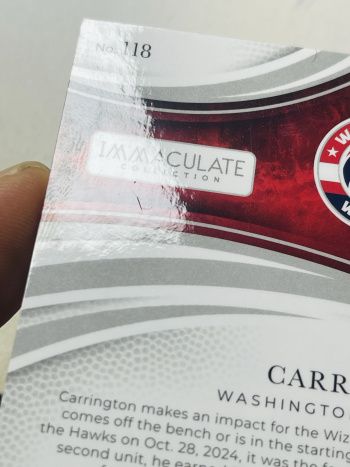 No. 118
IMMACULATE
COLLECTION
CARR
WASHINGTO
Carrington makes an impact for the Wiz
comes off the bench or is in the starting
the Hawks on Oct. 28, 2024, it was the
second unit, he earned